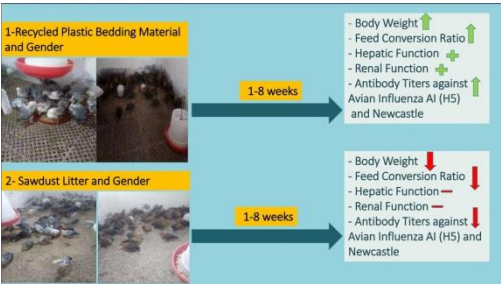 1-Recycled Plastic Bedding Material
and Gender
1-8 weeks
- Body Weight
- Feed Conversion Ratio
- Hepatic Function
- Renal Function
- Antibody Titers against
Avian Influenza AI (H5)
and Newcastle
2- Sawdust Litter and Gender
1-8 weeks
- Body Weight
- Feed Conversion Ratio
- Hepatic Function
- Renal Function
- Antibody Titers against
Avian Influenza AI (H5) and
Newcastle